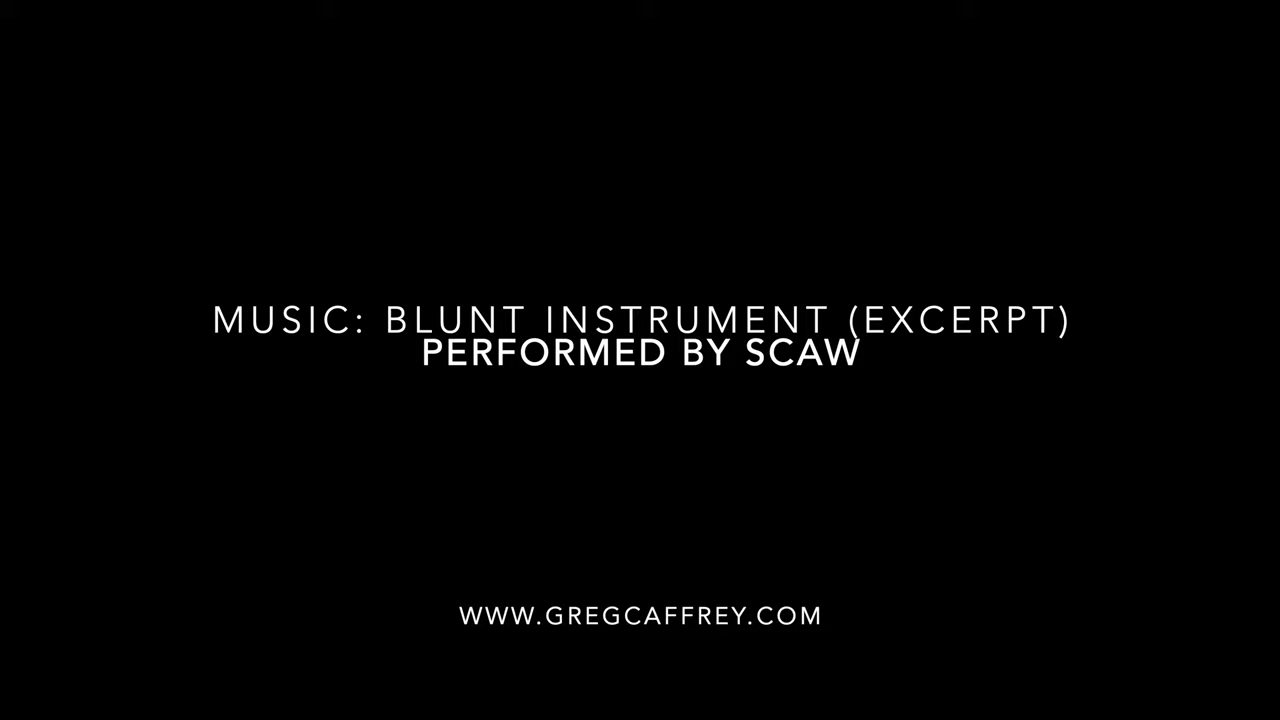 MUSIC: BLUNT INSTRUMENT (EXCERPT)
PERFORMED BY SCAW
WWW.GREGCAFFREY.COM